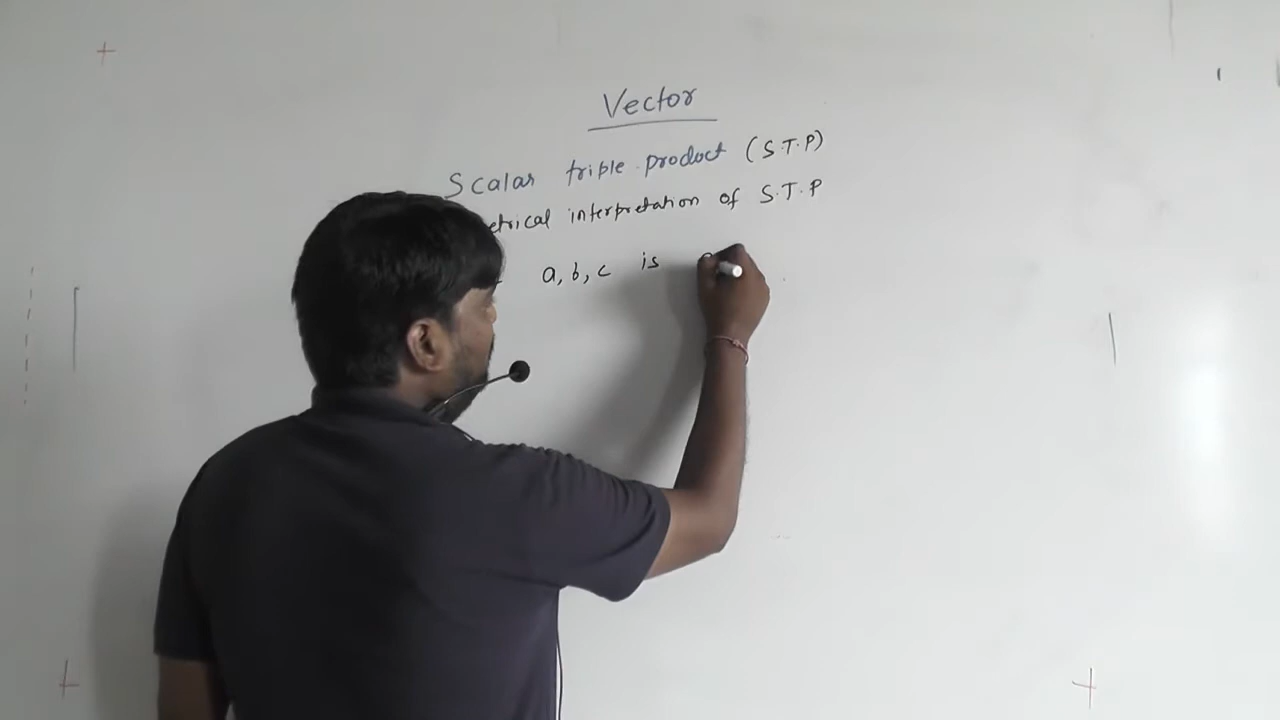 Vector
Scalar triple product (S.T.P)
etrical interpretation of S.T.P
a, b, c is